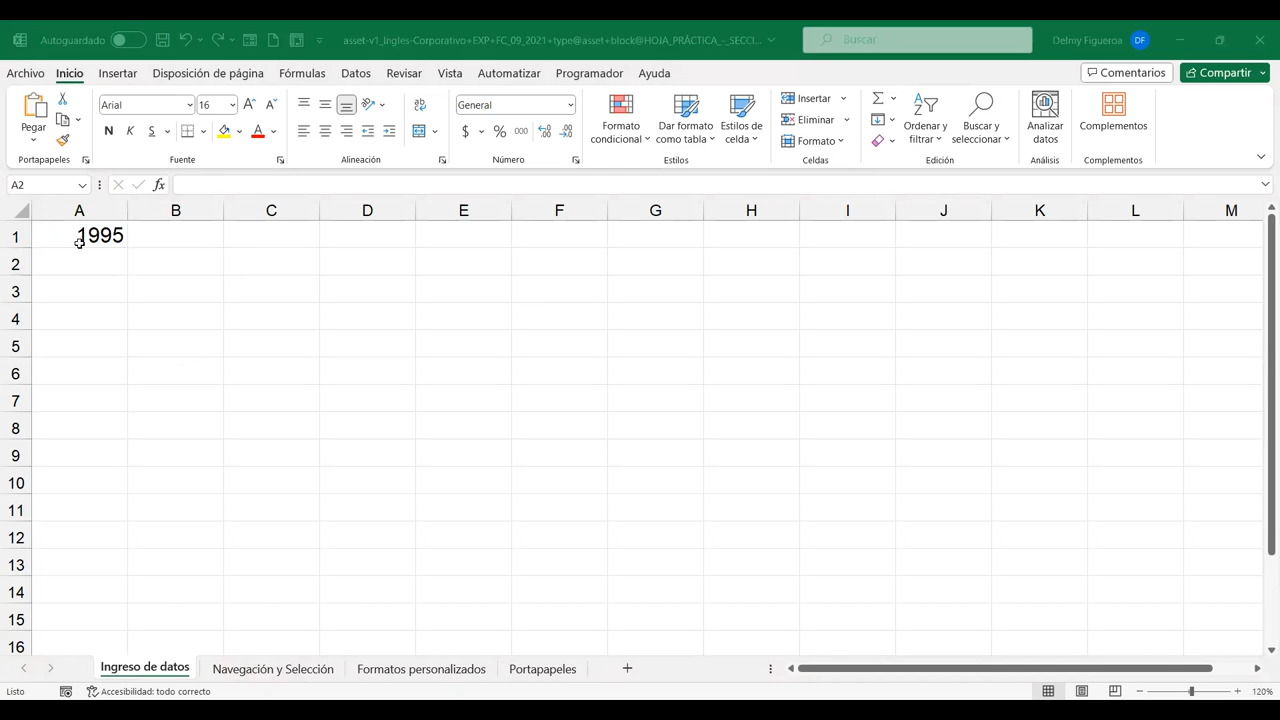 Autoguardado
asset-v1_Ingles-Corporativo+EXP+FC_09_2021+type@asset+block@HOJA_PRÁCTICA_-_SECCI...
Buscar
Delmy Figueroa DF
Archivo Inicio Insertar Disposición de página Fórmulas Datos Revisar Vista Automatizar Programador Ayuda Comentarios Compartir
Pegar
Portapapeles
Arial 16
N K S
Fuente
Alineación
General
$ % 000
Número
Formato condicional
Dar formato como tabla
Estilos de celda
Estilos
Insertar
Eliminar
Formato
Celdas
Ordenar y filtrar
Buscar y seleccionar
Edición
Analizar datos
Análisis
Complementos
Complementos
A2 fx
A B C D E F G H I J K L M
1 1995
2
3
4
5
6
7
8
9
10
11
12
13
14
15
16
Ingreso de datos Navegación y Selección Formatos personalizados Portapapeles
Listo Accesibilidad: todo correcto 120%